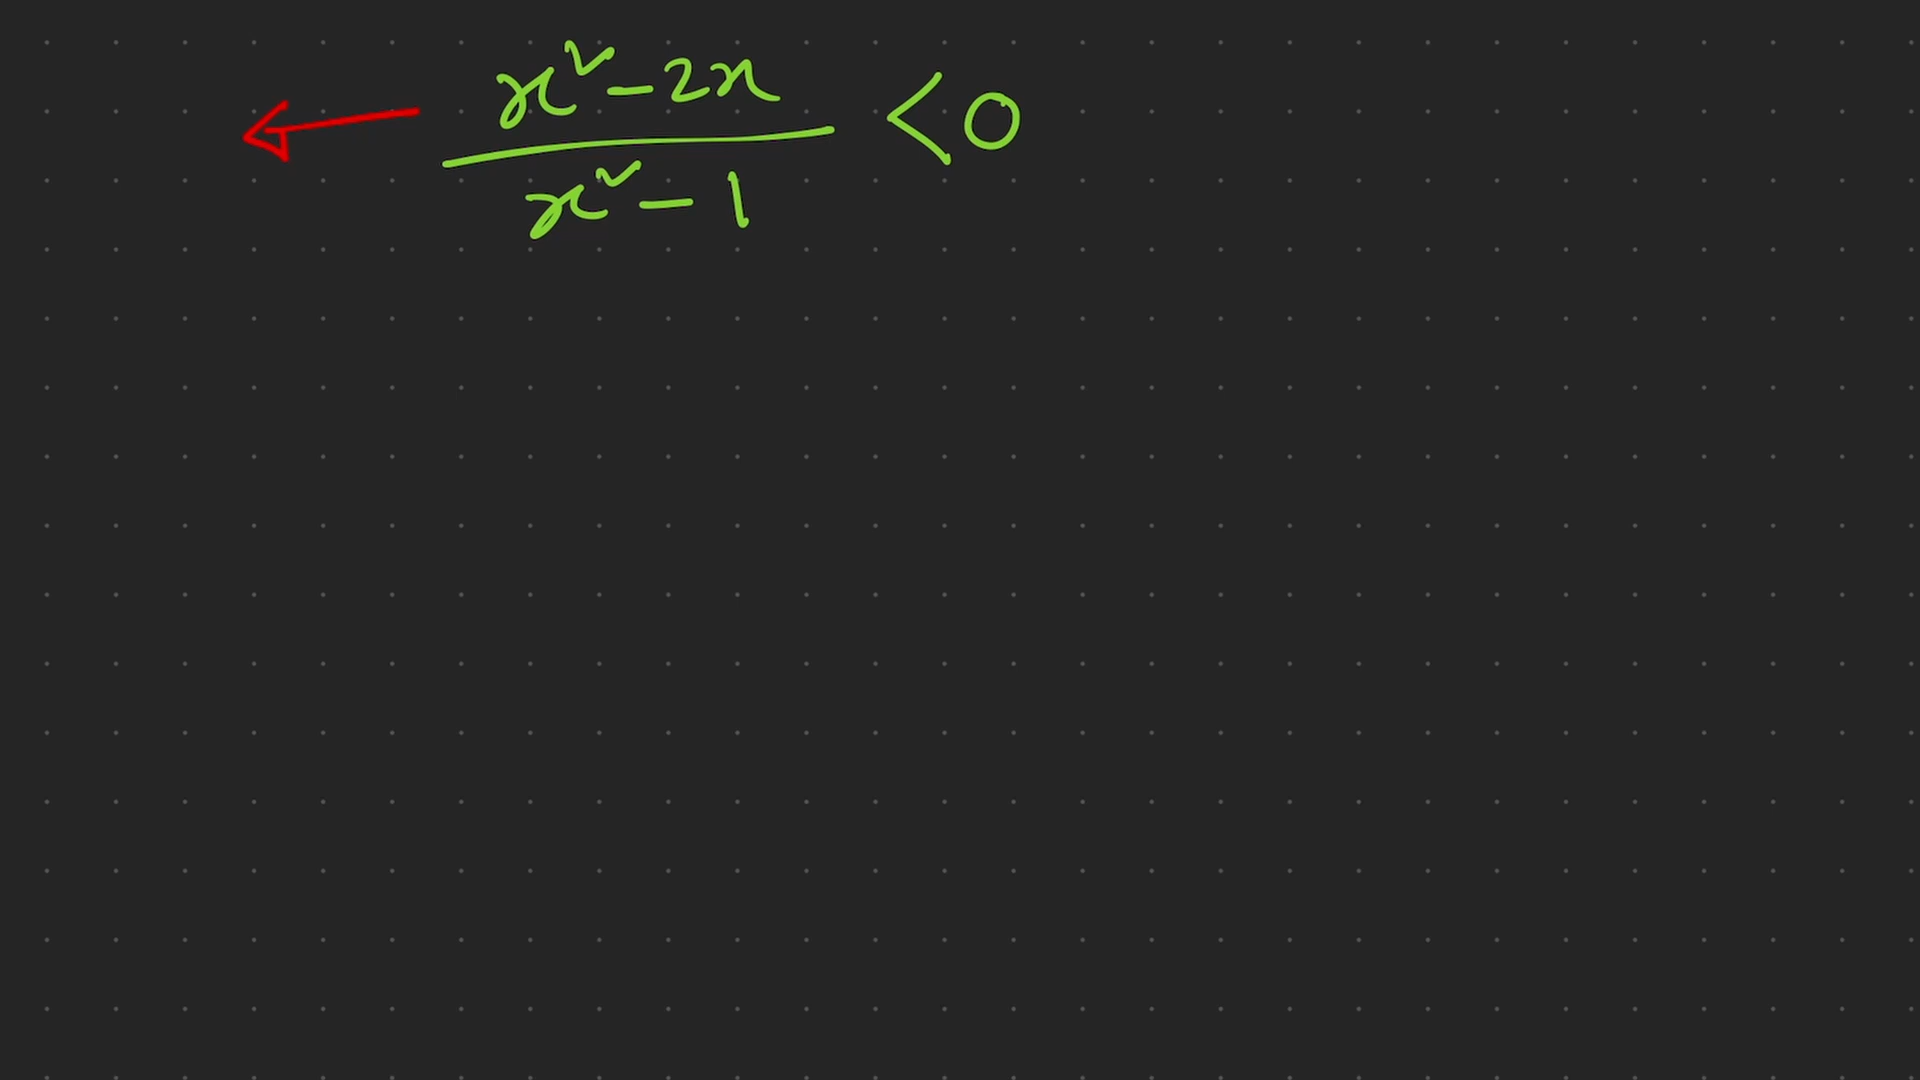 x² - 2x
x² - 1
< 0